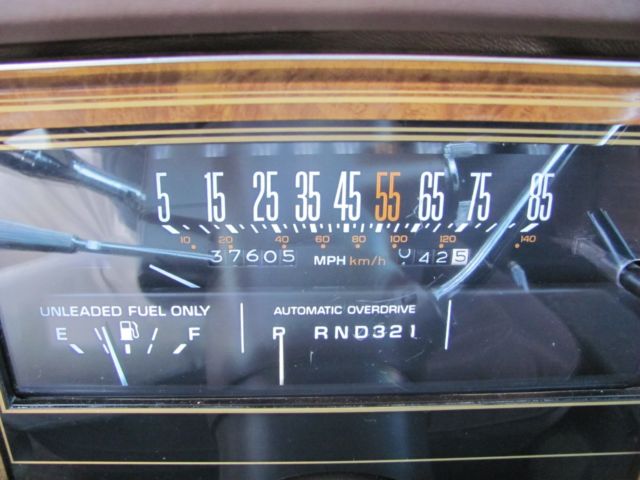 5 15 25 35 45 55 65 75 85
10 20 40 60 80 100 120 140
37605 MPH km/h 425
UNLEADED FUEL ONLY AUTOMATIC OVERDRIVE
E F P RND321